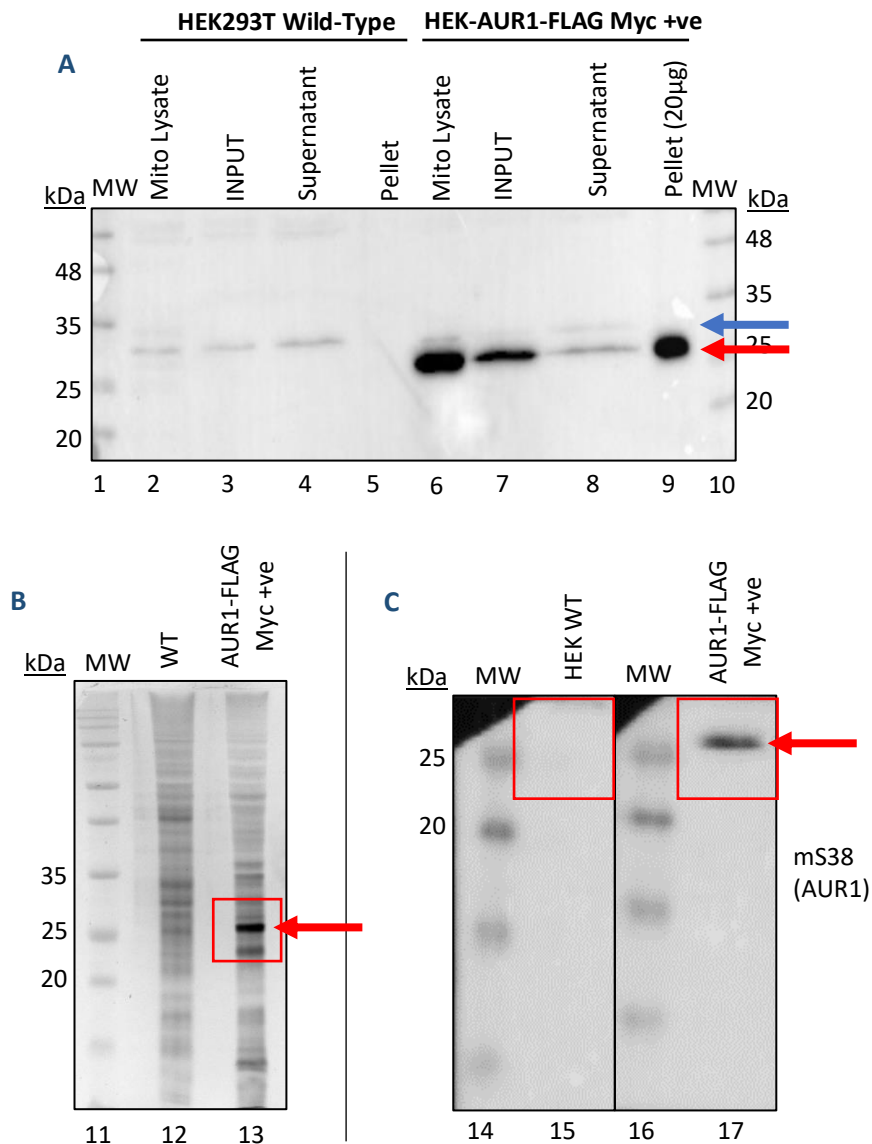 HEK293T Wild-Type
HEK-AUR1-FLAG Myc +ve
A
kDa
MW
Mito Lysate
INPUT
Supernatant
Pellet
Mito Lysate
INPUT
Supernatant
Pellet (20µg)
MW
kDa
48
35
25
20
48
35
25
20
1 2 3 4 5 6 7 8 9 10
B
kDa
MW
WT
AUR1-FLAG
Myc +ve
35
25
20
11 12 13
C
kDa
MW
HEK WT
MW
AUR1-FLAG
Myc +ve
25
20
mS38
(AUR1)
14 15 16 17